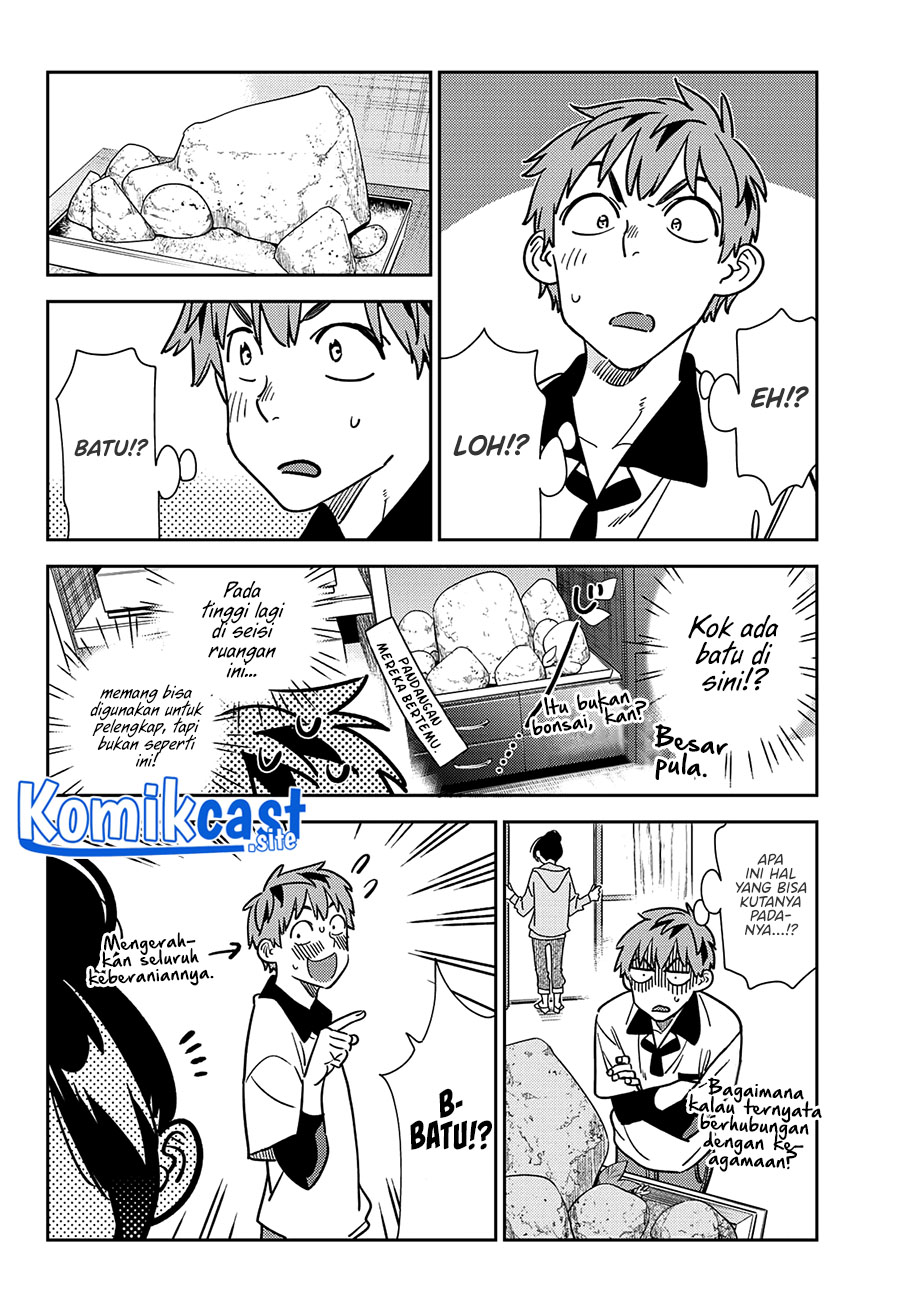 EH!?
LOH!?
BATU!?
Kok ada
batu di
sini!?
Besar
pula.
じー
Itu bukan
bonsai, kan?
PANDANGAN
MEREKA BERTEMU.
Pada
tinggi lagi
di seisi
ruangan
ini...
memang bisa
digunakan untuk
pelengkap, tapi
bukan seperti
ini!
Komikcast
.site
APA
INI HAL
YANG BISA
KUTANYA
PADA-
NYA...!?
Bagaimana
kalau ternyata
berhubungan
dengan ke-
agamaan?
Mengerah-
kan seluruh
keberaniannya.
B-
BATU!?